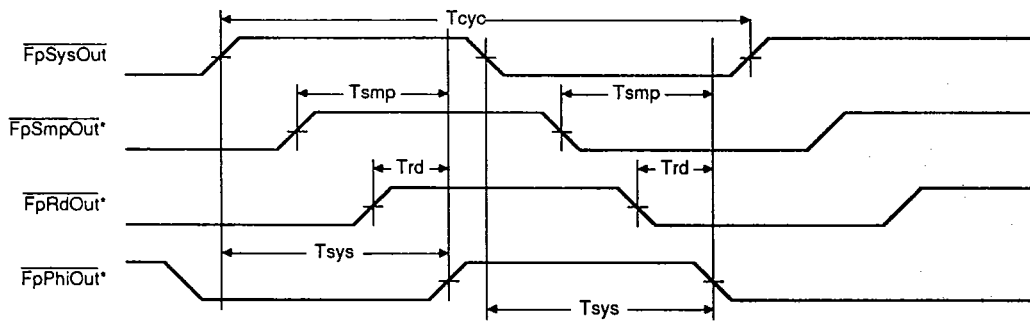 Tcyc
FpSysOut
Tsmp Tsmp
FpSmpOut*
Trd Trd
FpRdOut*
Tsys
FpPhiOut*
Tsys